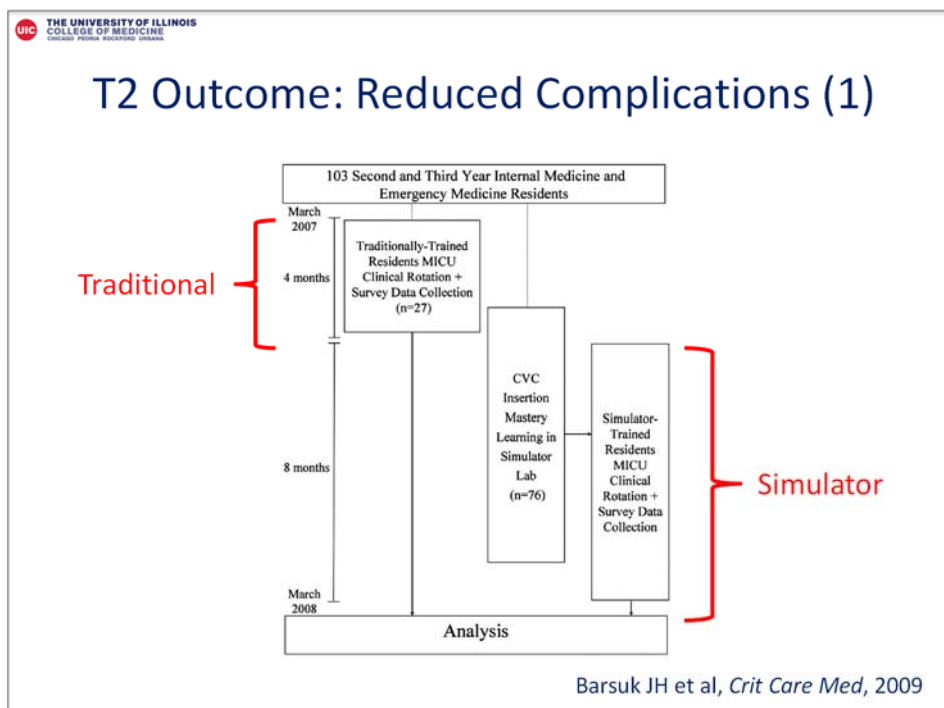 UIC
THE UNIVERSITY OF ILLINOIS
COLLEGE OF MEDICINE
CHICAGO PEORIA ROCKFORD URBANA
T2 Outcome: Reduced Complications (1)
103 Second and Third Year Internal Medicine and
Emergency Medicine Residents
March
2007
Traditional
4 months
Traditionally-Trained
Residents MICU
Clinical Rotation +
Survey Data Collection
(n=27)
8 months
CVC
Insertion
Mastery
Learning in
Simulator
Lab
(n=76)
Simulator-
Trained
Residents
MICU
Clinical
Rotation +
Survey Data
Collection
Simulator
March
2008
Analysis
Barsuk JH et al, Crit Care Med, 2009